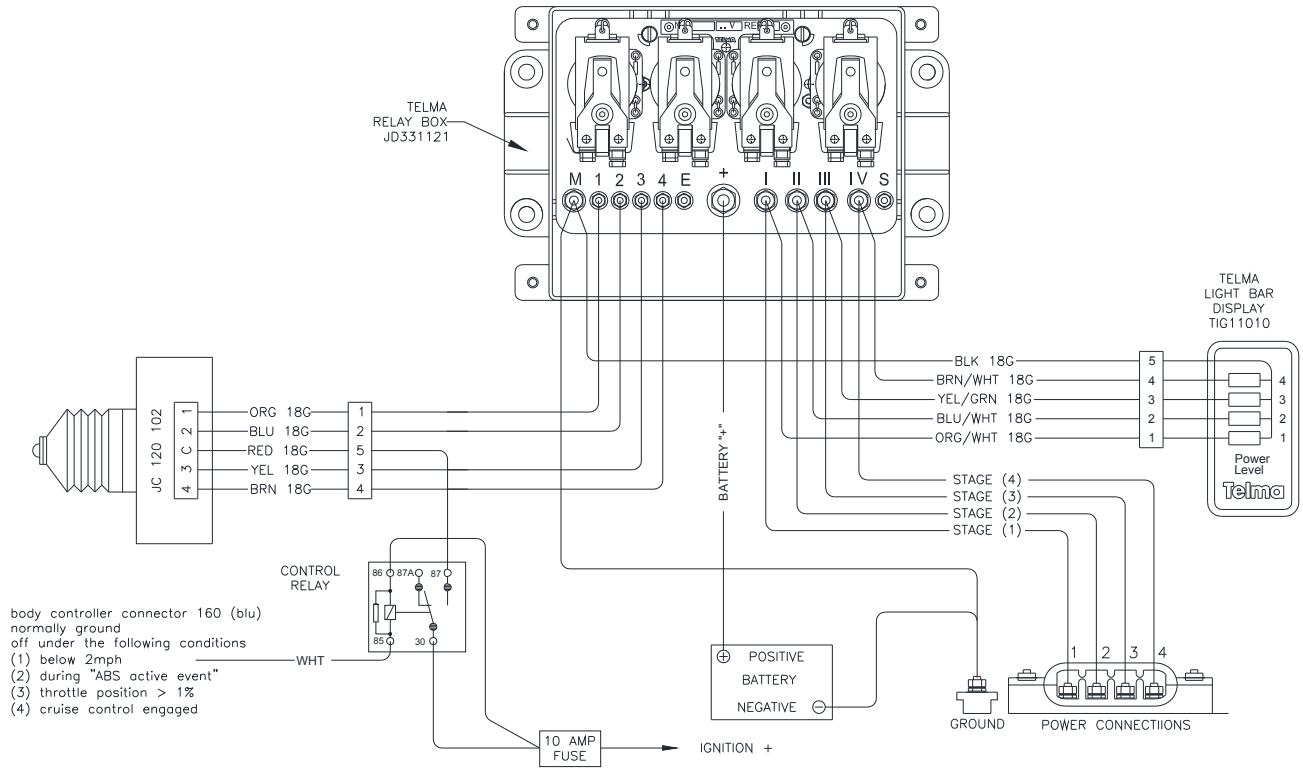 N
..V
REF
TELMA
TELMA
RELAY BOX
JD331121
M 1 2 3 4 E + I II III IV S
TELMA
LIGHT BAR
DISPLAY
TIG11010
BLK 18G 5
BRN/WHT 18G 4 4
YEL/GRN 18G 3 3
BLU/WHT 18G 2 2
ORG/WHT 18G 1 1
Power
Level
Telma
JC 120 102
1 ORG 18G 1
2 BLU 18G 2
C RED 18G 5
3 YEL 18G 3
4 BRN 18G 4
BATTERY "+"
STAGE (4)
STAGE (3)
STAGE (2)
STAGE (1)
CONTROL
RELAY
86 87A 87
85 30
body controller connector 160 (blu)
normally ground
off under the following conditions
(1) below 2mph
(2) during "ABS active event"
(3) throttle position > 1%
(4) cruise control engaged
WHT
POSITIVE
BATTERY
NEGATIVE
GROUND
1 2 3 4
POWER CONNECTIIONS
10 AMP
FUSE
IGNITION +